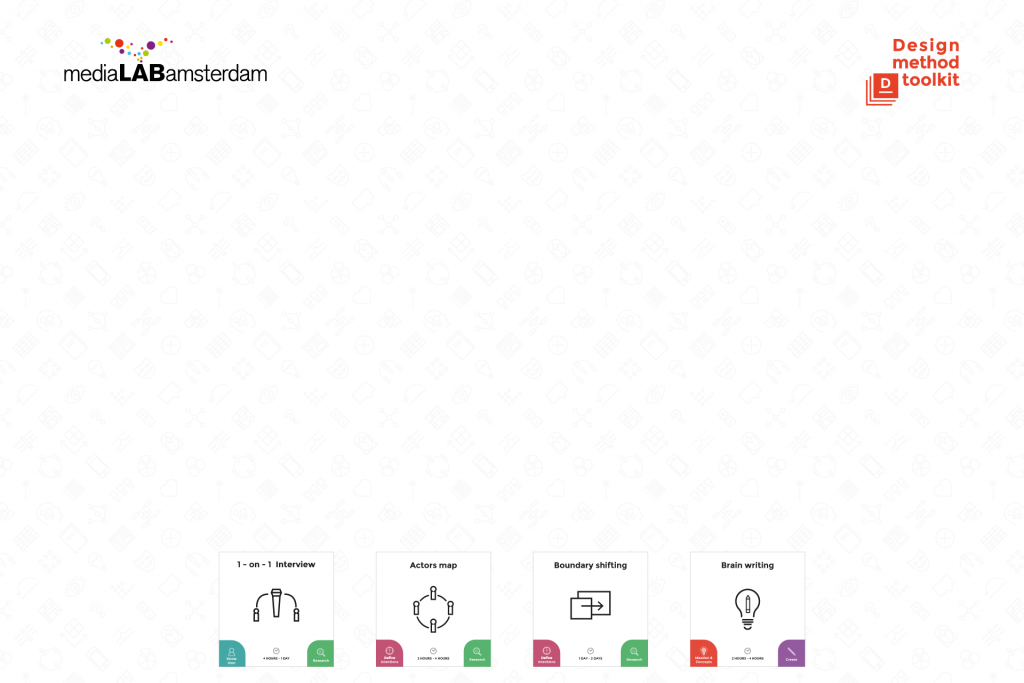 mediaLABamsterdam
Design
method
toolkit
D
1 - on - 1 Interview
Actors map
Boundary shifting
Brain writing
Know
User
4 HOURS - 1 DAY
Research
Define
Intentions
2 HOURS - 4 HOURS
Research
Define
Intentions
1 DAY - 2 DAYS
Research
Ideation &
Concepts
2 HOURS - 4 HOURS
Create